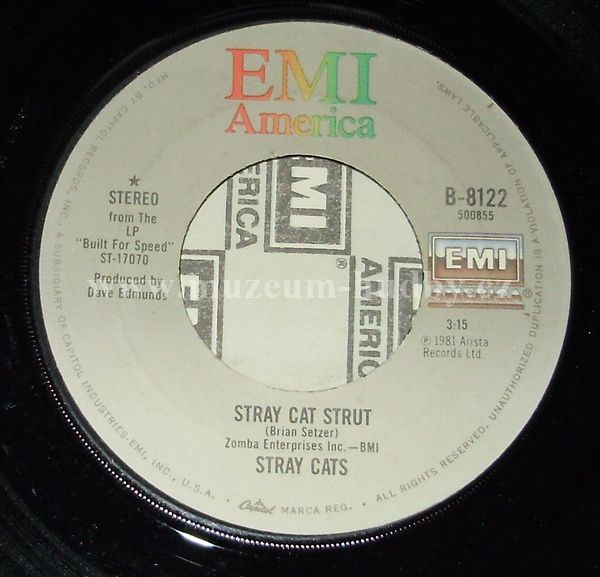 EMI
America
STEREO
from The
LP
"Built For Speed"
ST-17070
Produced by
Dave Edmunds
B-8122
500855
EMI
®
3:15
℗ 1981 Arista
Records Ltd.
AMERICA
EMI
®
AMERICA
STRAY CAT STRUT
(Brian Setzer)
Zomba Enterprises Inc.—BMI
STRAY CATS
MFD. BY CAPITOL RECORDS, INC., A SUBSIDIARY OF CAPITOL INDUSTRIES-EMI, INC., U.S.A. • Capitol MARCA REG. • ALL RIGHTS RESERVED. UNAUTHORIZED DUPLICATION IS A VIOLATION OF APPLICABLE LAWS.